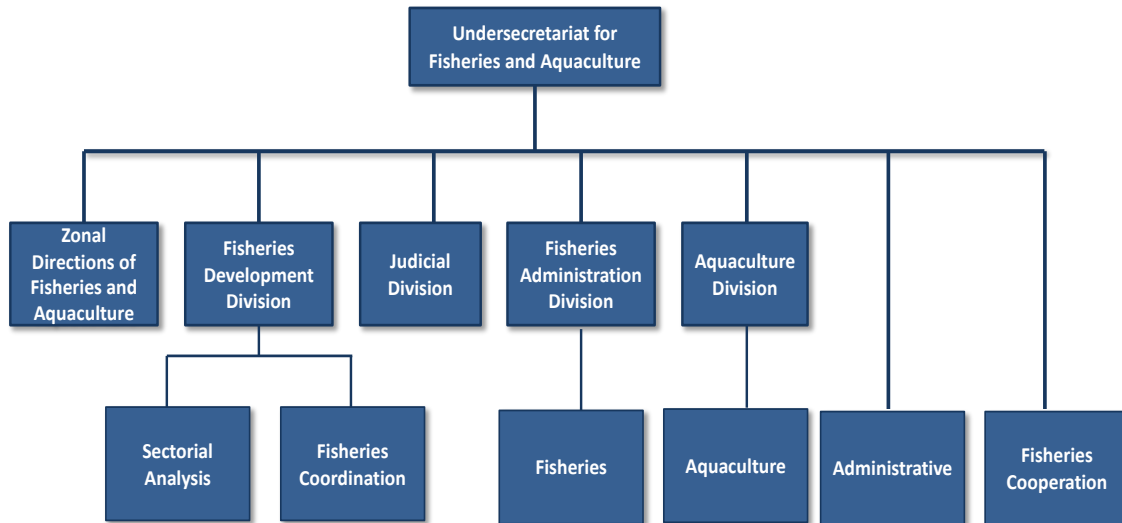 Undersecretariat for
Fisheries and Aquaculture
Zonal
Directions of
Fisheries and
Aquaculture
Fisheries
Development
Division
Judicial
Division
Fisheries
Administration
Division
Aquaculture
Division
Sectorial
Analysis
Fisheries
Coordination
Fisheries
Aquaculture
Administrative
Fisheries
Cooperation